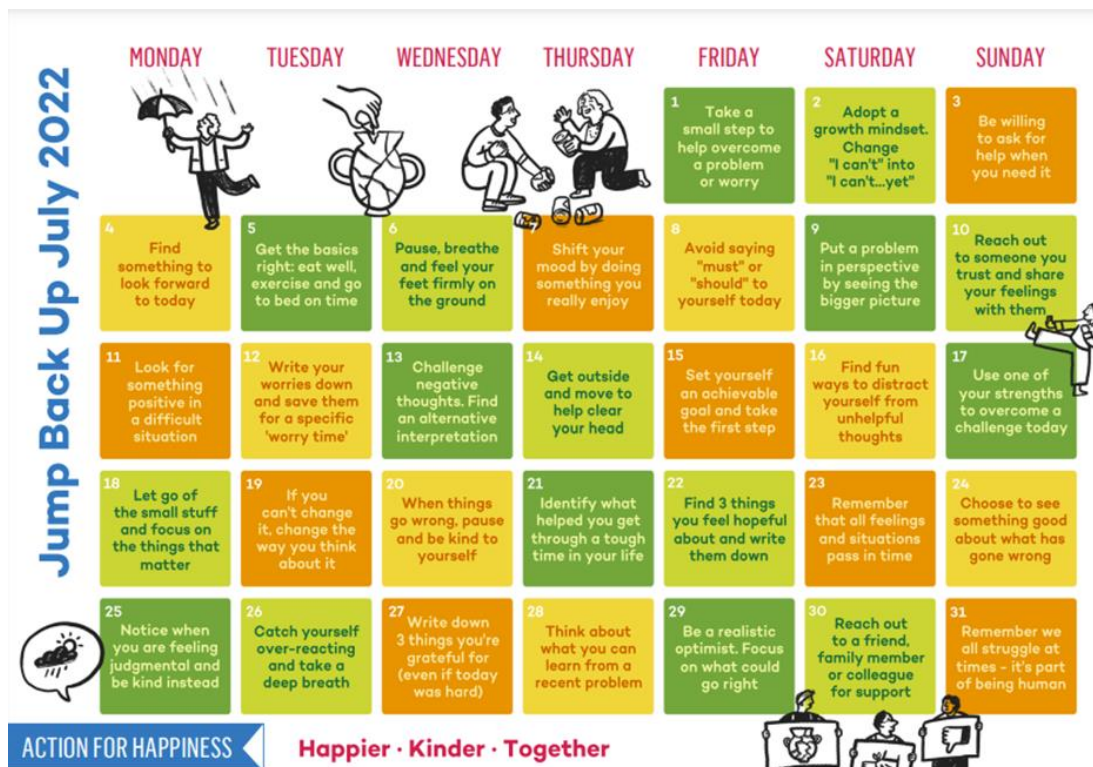 Jump Back Up July 2022
MONDAY
TUESDAY
WEDNESDAY
THURSDAY
FRIDAY
SATURDAY
SUNDAY
1
Take a
small step to
help overcome
a problem
or worry
2
Adopt a
growth mindset.
Change
"I can't" into
"I can't...yet"
3
Be willing
to ask for
help when
you need it
4
Find
something to
look forward
to today
5
Get the basics
right: eat well,
exercise and go
to bed on time
6
Pause, breathe
and feel your
feet firmly on
the ground
7
Shift your
mood by doing
something you
really enjoy
8
Avoid saying
"must" or
"should" to
yourself today
9
Put a problem
in perspective
by seeing the
bigger picture
10
Reach out
to someone you
trust and share
your feelings
with them
11
Look for
something
positive in
a difficult
situation
12
Write your
worries down
and save them
for a specific
'worry time'
13
Challenge
negative
thoughts. Find
an alternative
interpretation
14
Get outside
and move to
help clear
your head
15
Set yourself
an achievable
goal and take
the first step
16
Find fun
ways to distract
yourself from
unhelpful
thoughts
17
Use one of
your strengths
to overcome a
challenge today
18
Let go of
the small stuff
and focus on
the things that
matter
19
If you
can't change
it, change the
way you think
about it
20
When things
go wrong, pause
and be kind to
yourself
21
Identify what
helped you get
through a tough
time in your life
22
Find 3 things
you feel hopeful
about and write
them down
23
Remember
that all feelings
and situations
pass in time
24
Choose to see
something good
about what has
gone wrong
25
Notice when
you are feeling
judgmental and
be kind instead
26
Catch yourself
over-reacting
and take a
deep breath
27
Write down
3 things you're
grateful for
(even if today
was hard)
28
Think about
what you can
learn from a
recent problem
29
Be a realistic
optimist. Focus
on what could
go right
30
Reach out
to a friend,
family member
or colleague
for support
31
Remember we
all struggle at
times - it's part
of being human
ACTION FOR HAPPINESS
Happier · Kinder · Together